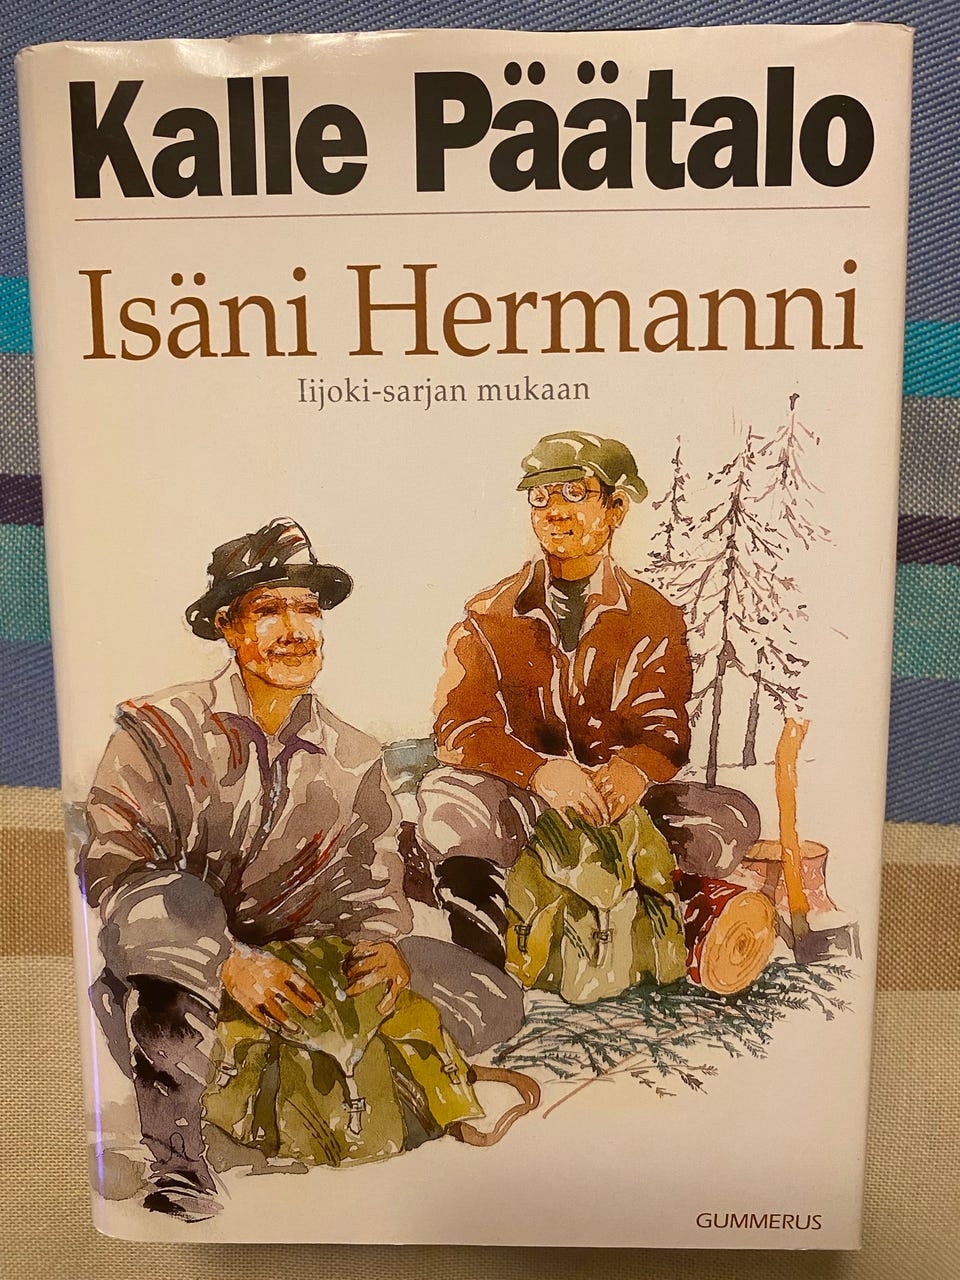 Kalle Päätalo
Isäni Hermanni
Iijoki-sarjan mukaan
GUMMERUS